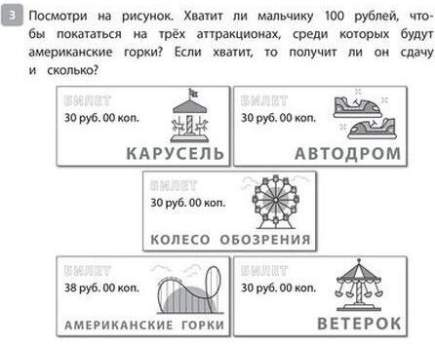 3 Посмотри на рисунок. Хватит ли мальчику 100 рублей, что-
бы покататься на трёх аттракционах, среди которых будут
американские горки? Если хватит, то получит ли он сдачу
и сколько?
БИЛЕТ
30 руб. 00 коп.
КАРУСЕЛЬ
БИЛЕТ
30 руб. 00 коп.
АВТОДРОМ
БИЛЕТ
30 руб. 00 коп.
КОЛЕСО ОБОЗРЕНИЯ
БИЛЕТ
38 руб. 00 коп.
АМЕРИКАНСКИЕ ГОРКИ
БИЛЕТ
30 руб. 00 коп.
ВЕТЕРОК